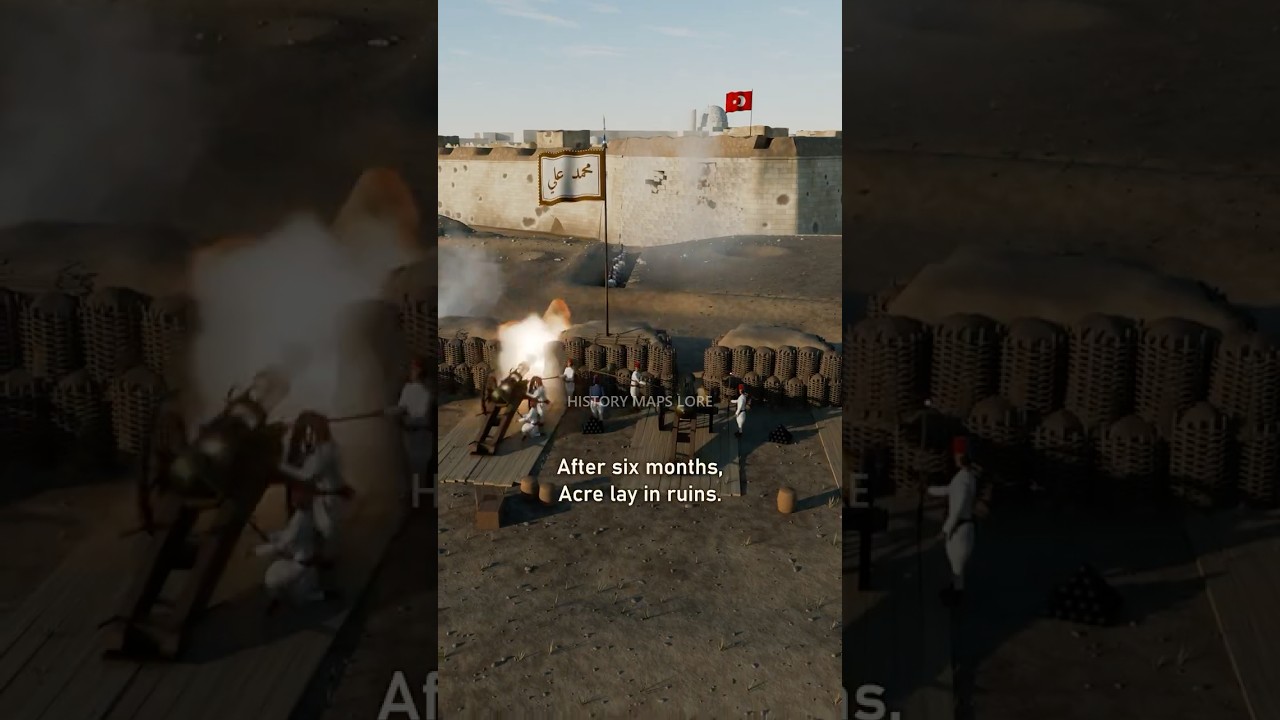 محمد علي
HISTORY MAPS LORE
After six months,
Acre lay in ruins.